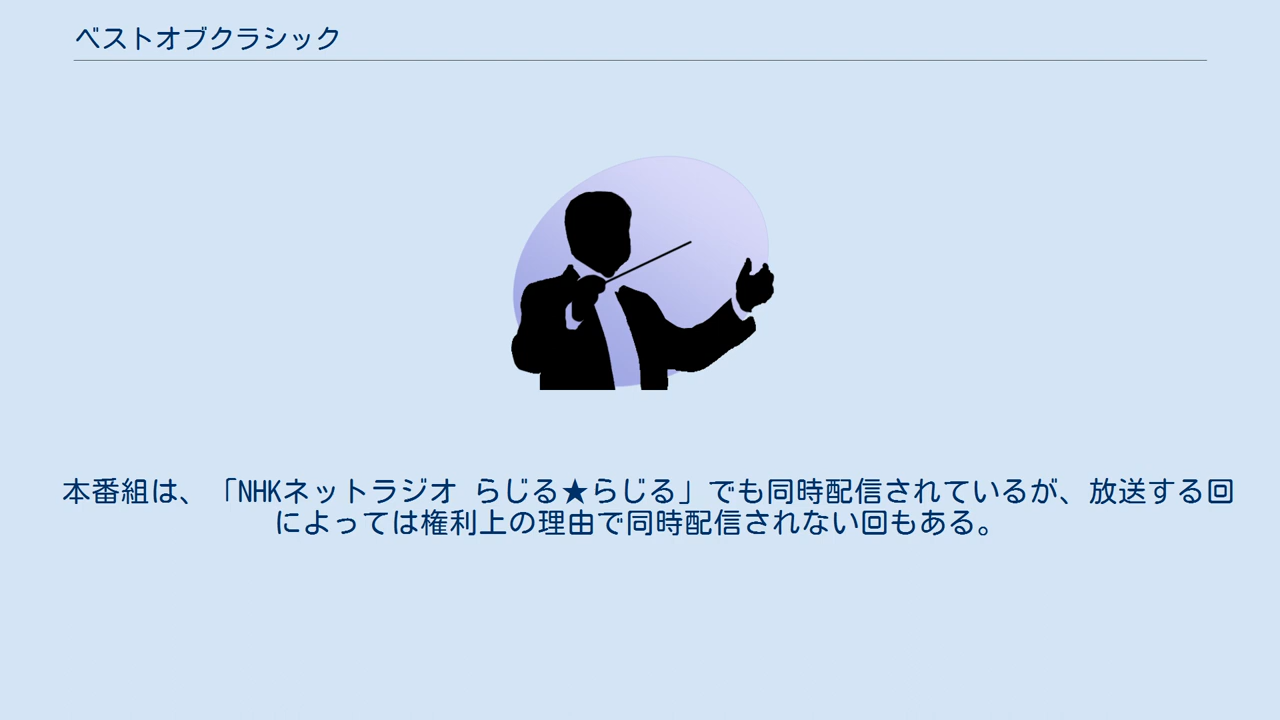 ベストオブクラシック
本番組は、「NHKネットラジオ らじる★らじる」でも同時配信されているが、放送する回
によっては権利上の理由で同時配信されない回もある。